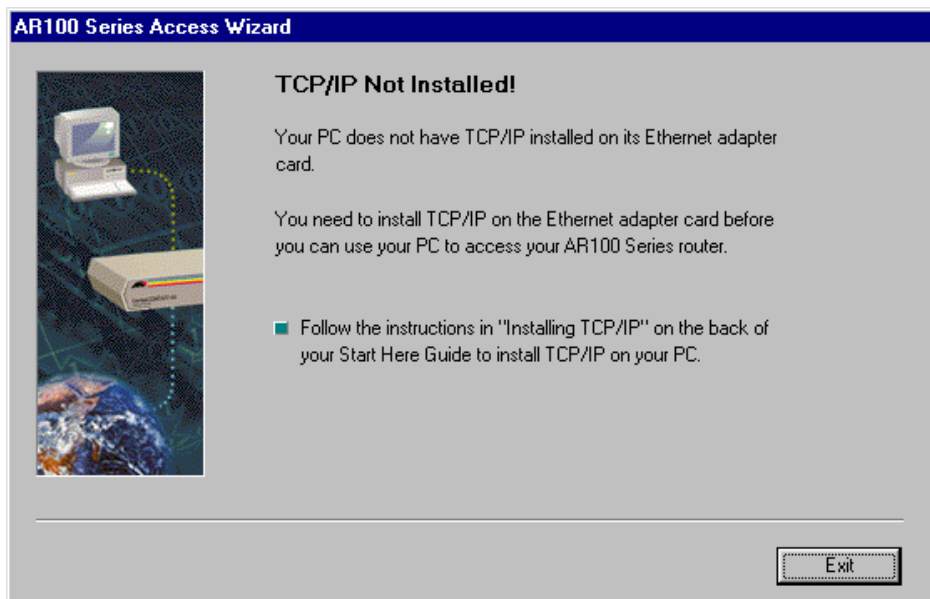 AR100 Series Access Wizard
TCP/IP Not Installed!
Your PC does not have TCP/IP installed on its Ethernet adapter
card.
You need to install TCP/IP on the Ethernet adapter card before
you can use your PC to access your AR100 Series router.
Follow the instructions in "Installing TCP/IP" on the back of
your Start Here Guide to install TCP/IP on your PC.
Exit